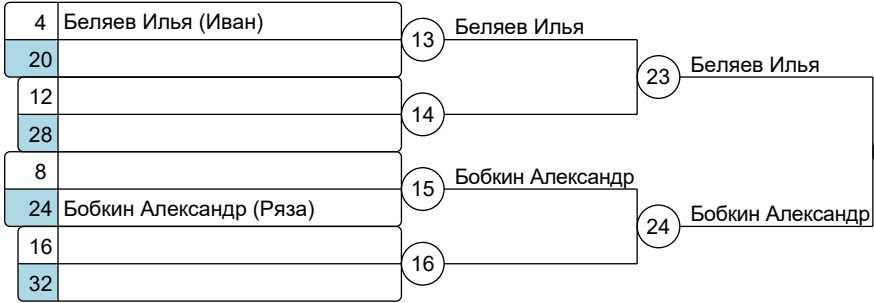 4 Беляев Илья (Иван)
13 Беляев Илья
20
23 Беляев Илья
12
14
28
8
15 Бобкин Александр
24 Бобкин Александр (Ряза)
24 Бобкин Александр
16
16
32